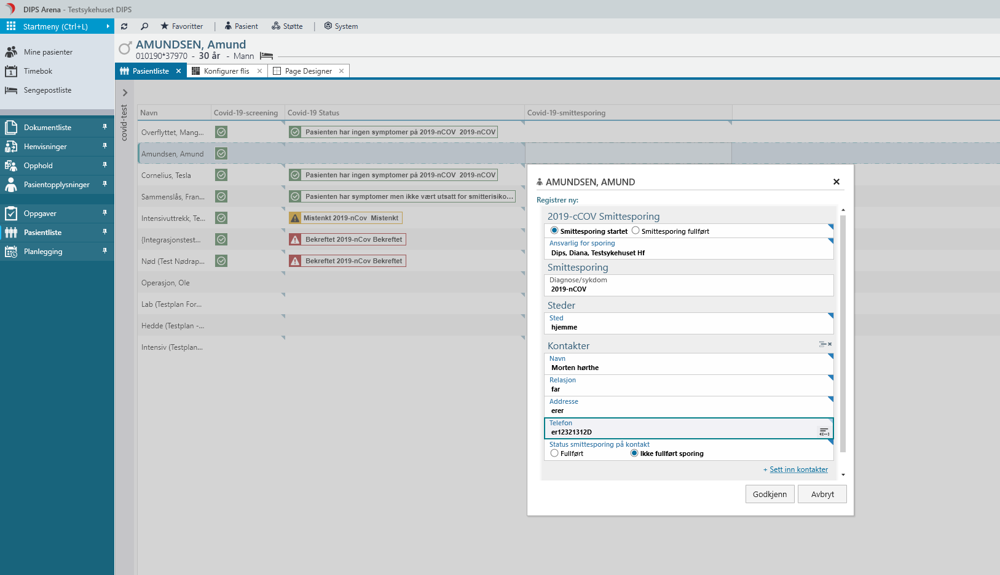 DIPS Arena - Testsykehuset DIPS
Startmeny (Ctrl+L)
Favoritter
Pasient
Støtte
System
Mine pasienter
Timebok
Sengepostliste
AMUNDSEN, Amund
010190*37970 - 30 år - Mann
Pasientliste
Konfigurer flis
Page Designer
Dokumentliste
Henvisninger
Opphold
Pasientopplysninger
Oppgaver
Pasientliste
Planlegging
covid-test
Navn
Covid-19-screening
Covid-19 Status
Covid-19-smittesporing
Overflyttet, Mang...
Pasienten har ingen symptomer på 2019-nCOV 2019-nCOV
Amundsen, Amund
Cornelius, Tesla
Pasienten har ingen symptomer på 2019-nCOV 2019-nCOV
Sammenslås, Fran...
Pasienten har symptomer men ikke vært utsatt for smitterisiko...
Intensivuttrekk, Te...
Mistenkt 2019-nCov Mistenkt
{Integrasjonstest...
Bekreftet 2019-nCov Bekreftet
Nød (Test Nødrap...
Bekreftet 2019-nCov Bekreftet
Operasjon, Ole
Lab (Testplan For...
Hedde (Testplan -...
Intensiv (Testplan...
AMUNDSEN, AMUND
Registrer ny:
2019-cCOV Smittesporing
Smittesporing startet Smittesporing fullført
Ansvarlig for sporing
Dips, Diana, Testsykehuset Hf
Smittesporing
Diagnose/sykdom
2019-nCOV
Steder
Sted
hjemme
Kontakter
Navn
Morten hørthe
Relasjon
far
Addresse
erer
Telefon
er12321312D
Status smittesporing på kontakt
Fullført Ikke fullført sporing
+ Sett inn kontakter
Godkjenn
Avbryt